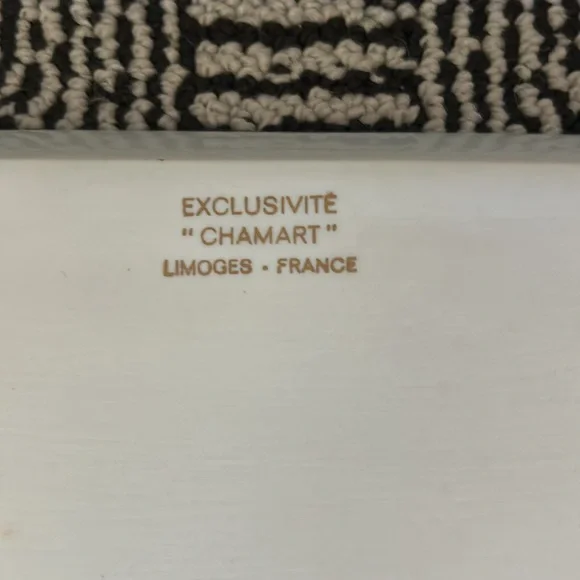 EXCLUSIVITÉ
" CHAMART "
LIMOGES · FRANCE